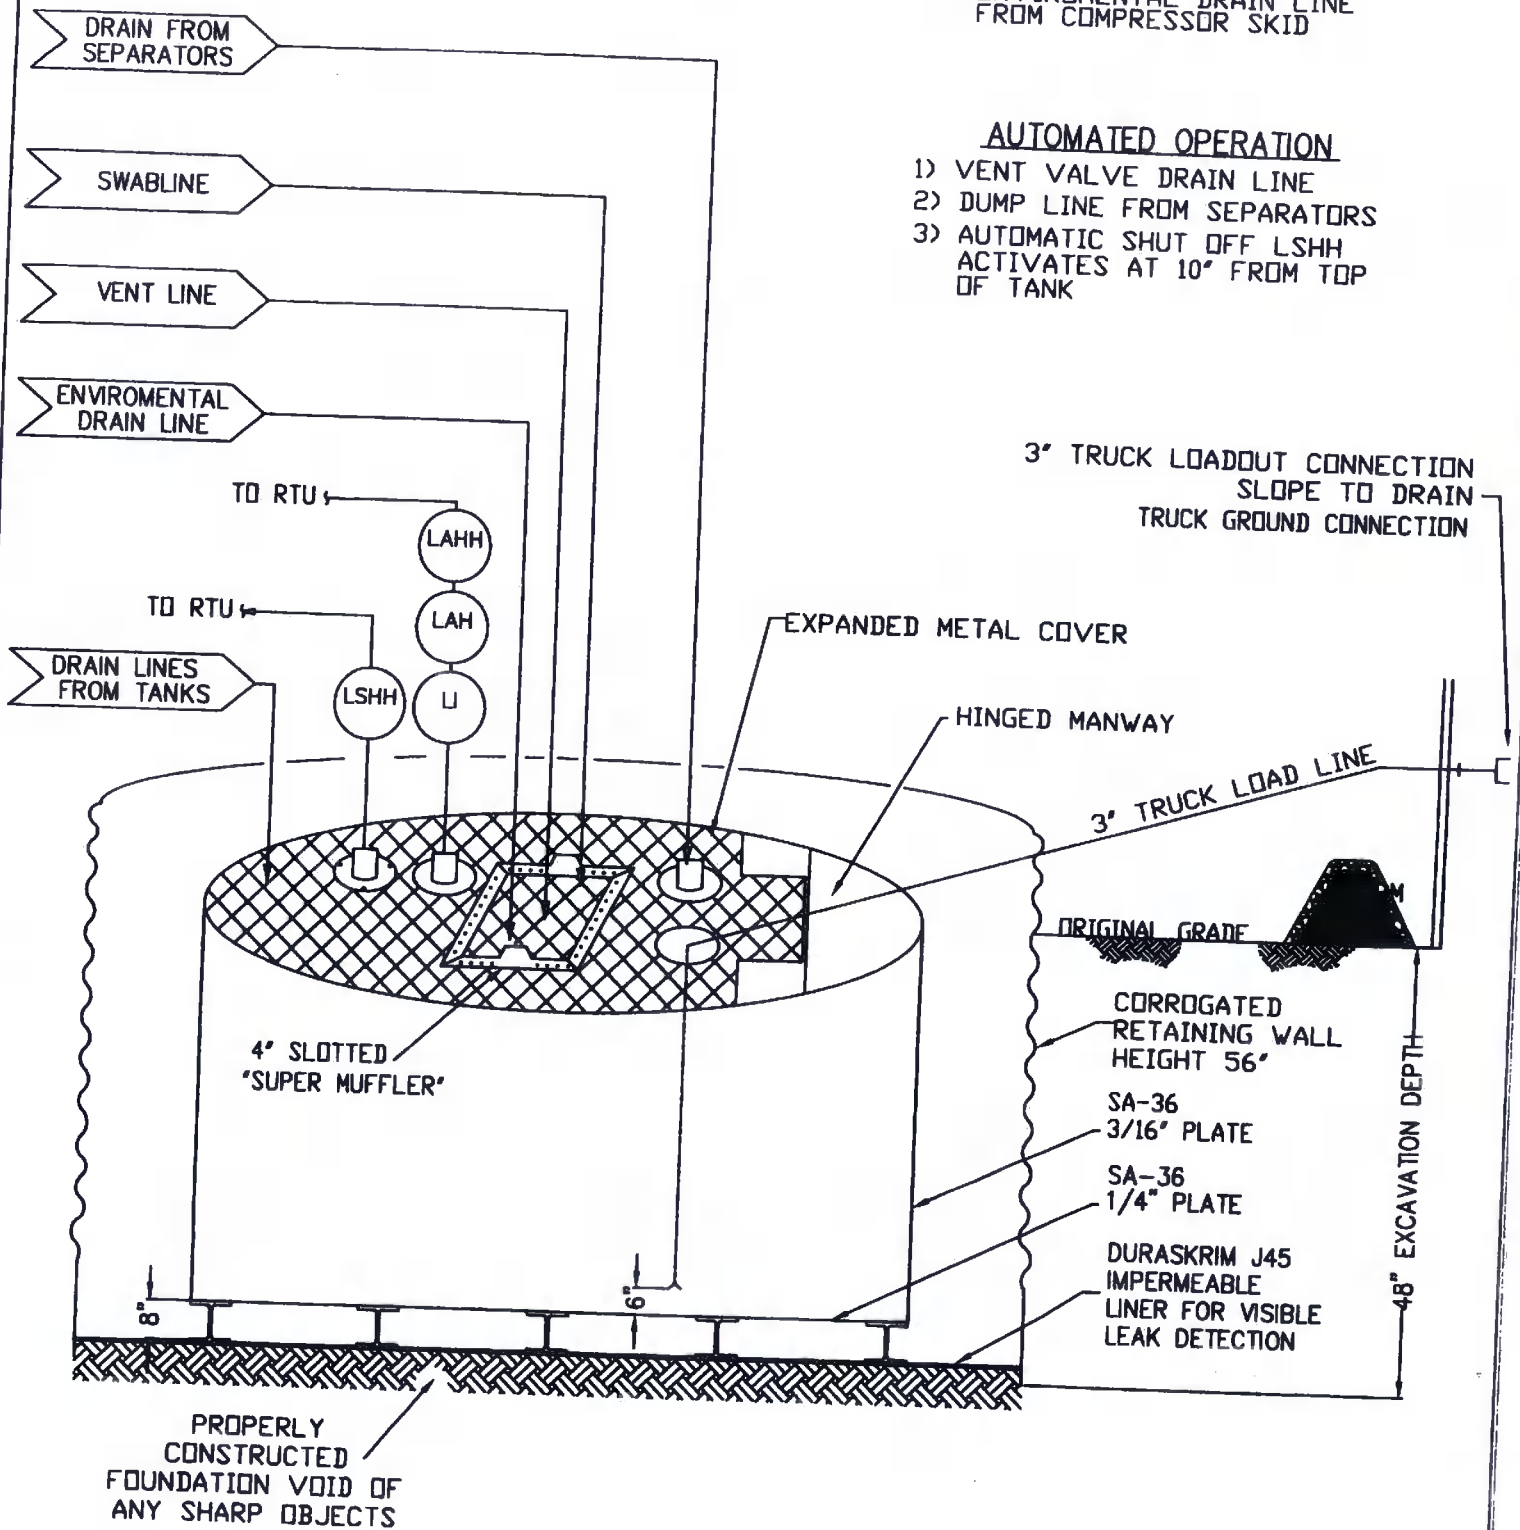 DRAIN LINE
FROM COMPRESSOR SKID
DRAIN FROM
SEPARATORS
AUTOMATED OPERATION
1) VENT VALVE DRAIN LINE
2) DUMP LINE FROM SEPARATORS
3) AUTOMATIC SHUT OFF LSHH
ACTIVATES AT 10" FROM TOP
OF TANK
SWABLINE
VENT LINE
ENVIROMENTAL
DRAIN LINE
3" TRUCK LOADOUT CONNECTION
SLOPE TO DRAIN
TRUCK GROUND CONNECTION
TO RTU
LAHH
TO RTU
LAH
EXPANDED METAL COVER
DRAIN LINES
FROM TANKS
LSHH
LI
HINGED MANWAY
3" TRUCK LOAD LINE
M
ORIGINAL GRADE
CORROGATED
RETAINING WALL
HEIGHT 56"
4" SLOTTED
"SUPER MUFFLER"
SA-36
3/16" PLATE
SA-36
1/4" PLATE
48" EXCAVATION DEPTH
DURASKRIM J45
IMPERMEABLE
LINER FOR VISIBLE
LEAK DETECTION
8"
6"
PROPERLY
CONSTRUCTED
FOUNDATION VOID OF
ANY SHARP OBJECTS